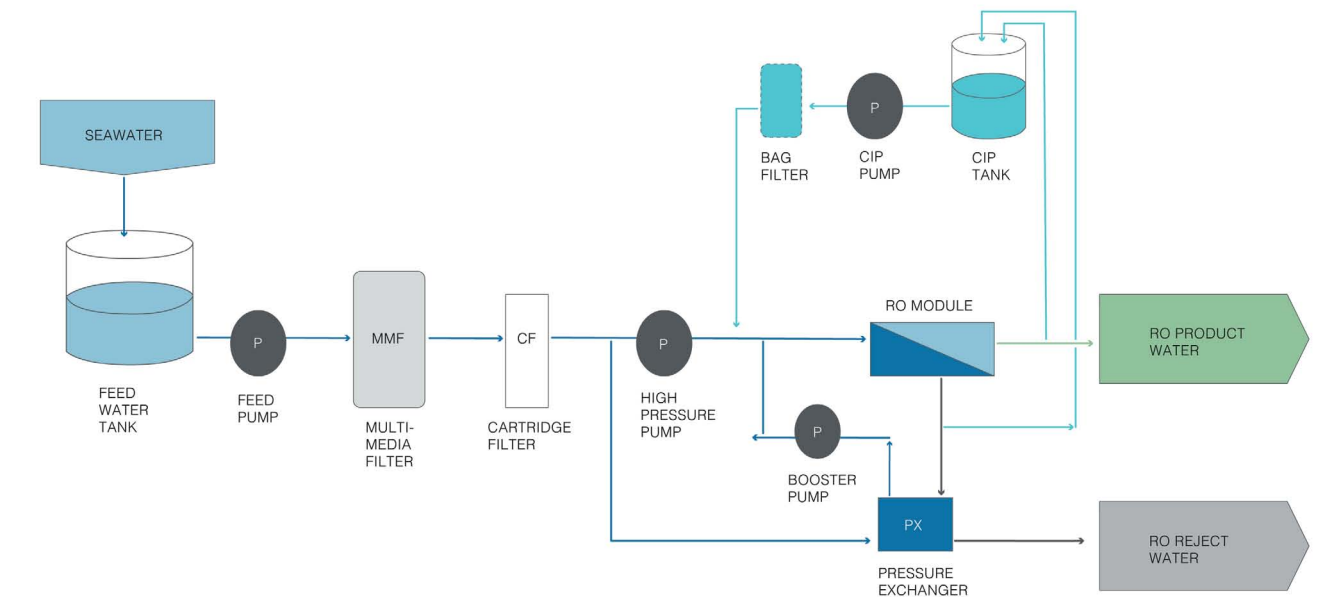 SEAWATER
FEED
WATER
TANK
P
FEED
PUMP
MMF
MULTI-
MEDIA
FILTER
CF
CARTRIDGE
FILTER
P
HIGH
PRESSURE
PUMP
BAG
FILTER
P
CIP
PUMP
CIP
TANK
RO MODULE
P
BOOSTER
PUMP
PX
PRESSURE
EXCHANGER
RO PRODUCT
WATER
RO REJECT
WATER